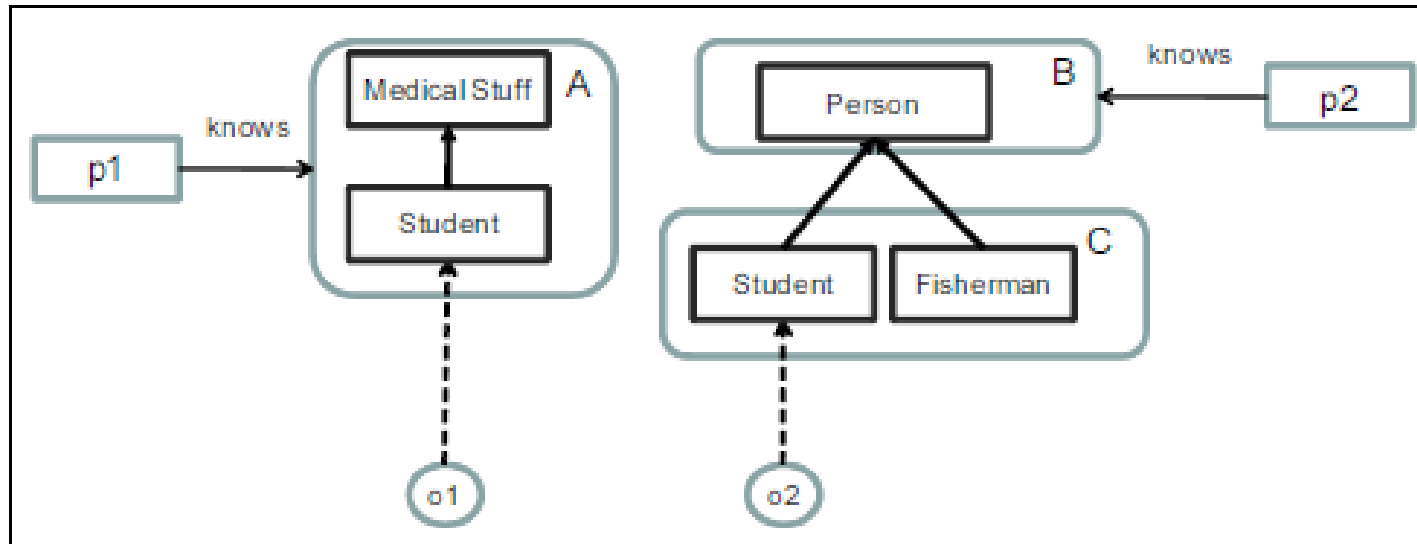 Medical Stuff
A
knows
p1
Student
o1
Person
B
knows
p2
C
Student
Fisherman
o2